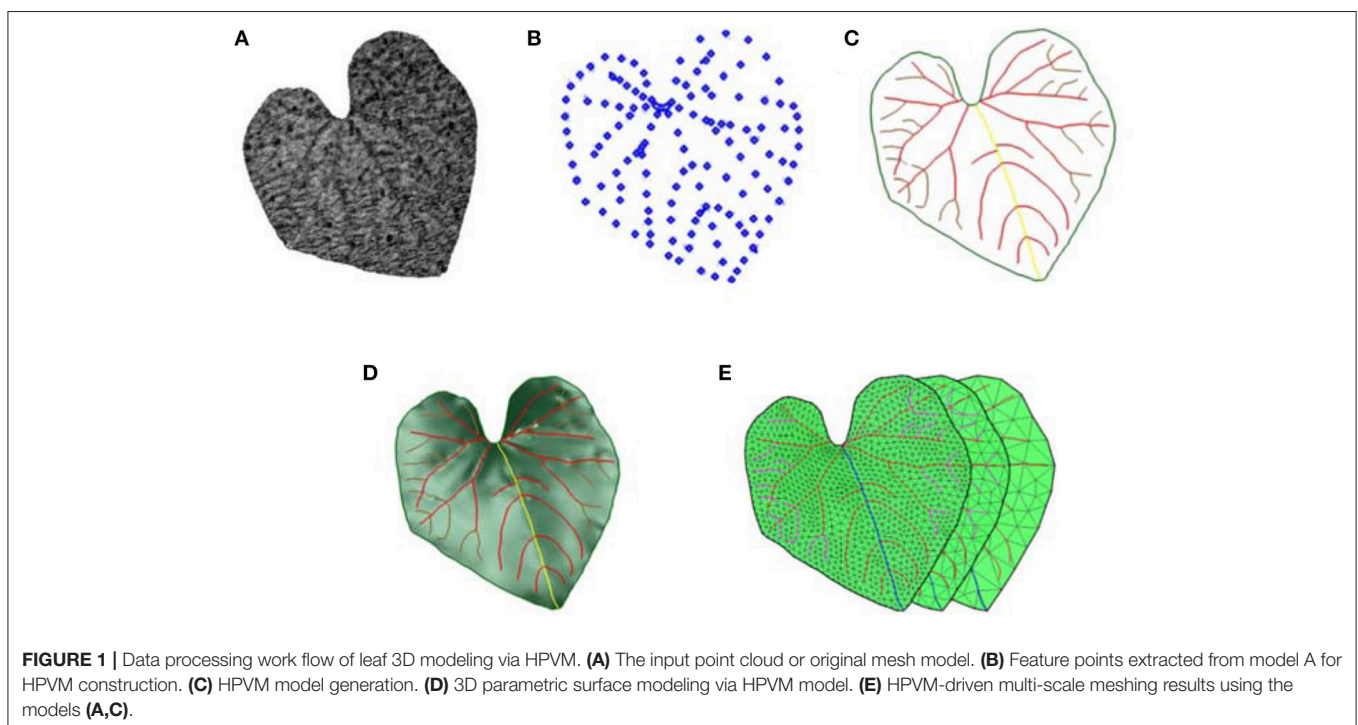 A
B
C
D
E
FIGURE 1 | Data processing work flow of leaf 3D modeling via HPVM. (A) The input point cloud or original mesh model. (B) Feature points extracted from model A for
HPVM construction. (C) HPVM model generation. (D) 3D parametric surface modeling via HPVM model. (E) HPVM-driven multi-scale meshing results using the
models (A,C).